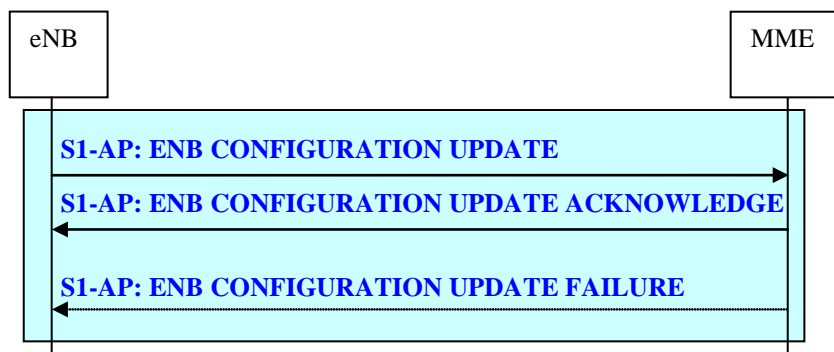 eNB
MME
S1-AP: ENB CONFIGURATION UPDATE
S1-AP: ENB CONFIGURATION UPDATE ACKNOWLEDGE
S1-AP: ENB CONFIGURATION UPDATE FAILURE